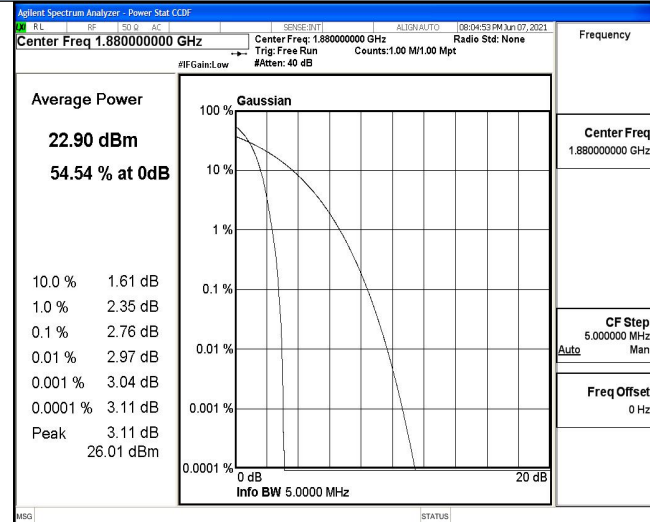 Agilent Spectrum Analyzer - Power Stat CCDF
LXI RL RF 50 Ω AC SENSE:INT ALIGN AUTO 08:04:53 PM Jun 07, 2021
Center Freq 1.880000000 GHz
Center Freq: 1.880000000 GHz Radio Std: None
Trig: Free Run Counts:1.00 M/1.00 Mpt
#IFGain:Low #Atten: 40 dB
Average Power
22.90 dBm
54.54 % at 0dB
10.0 % 1.61 dB
1.0 % 2.35 dB
0.1 % 2.76 dB
0.01 % 2.97 dB
0.001 % 3.04 dB
0.0001 % 3.11 dB
Peak 3.11 dB
26.01 dBm
Gaussian
100 %
10 %
1 %
0.1 %
0.01 %
0.001 %
0.0001 %
0 dB 20 dB
Info BW 5.0000 MHz
Frequency
Center Freq
1.880000000 GHz
CF Step
5.000000 MHz
Auto Man
Freq Offset
0 Hz
MSG STATUS